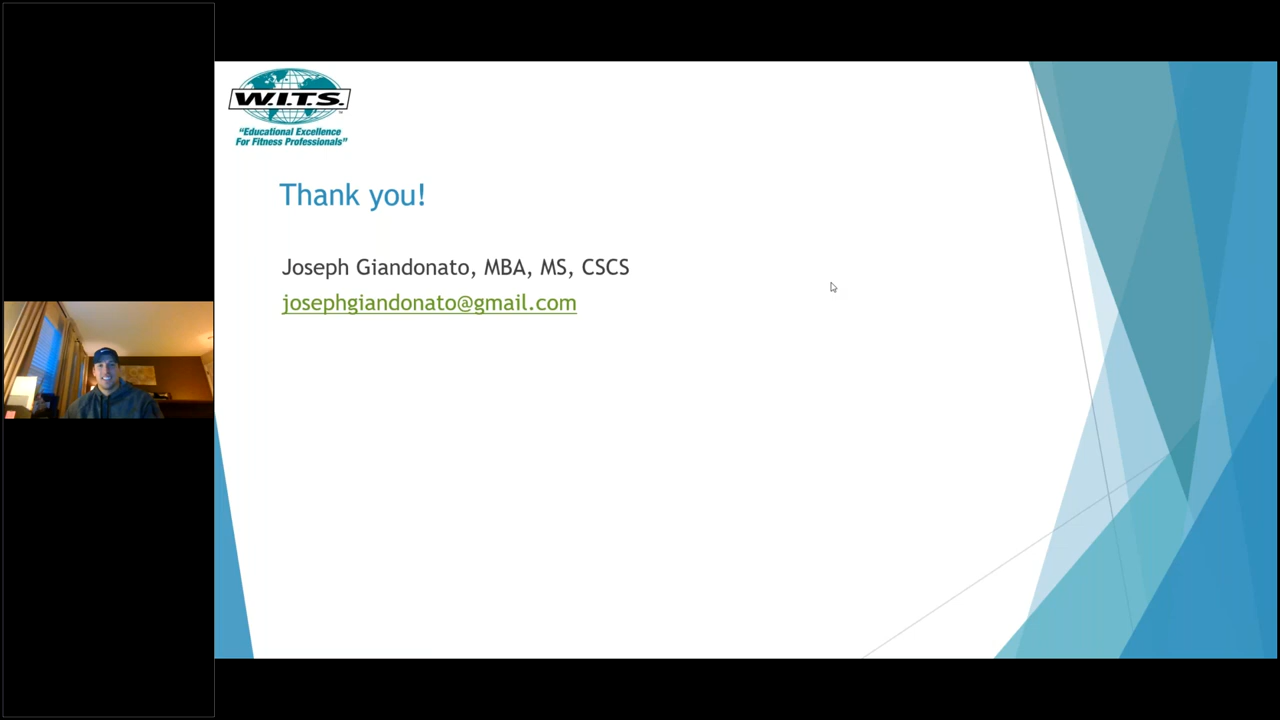 W.I.T.S.
"Educational Excellence
For Fitness Professionals"
Thank you!
Joseph Giandonato, MBA, MS, CSCS
josephgiandonato@gmail.com